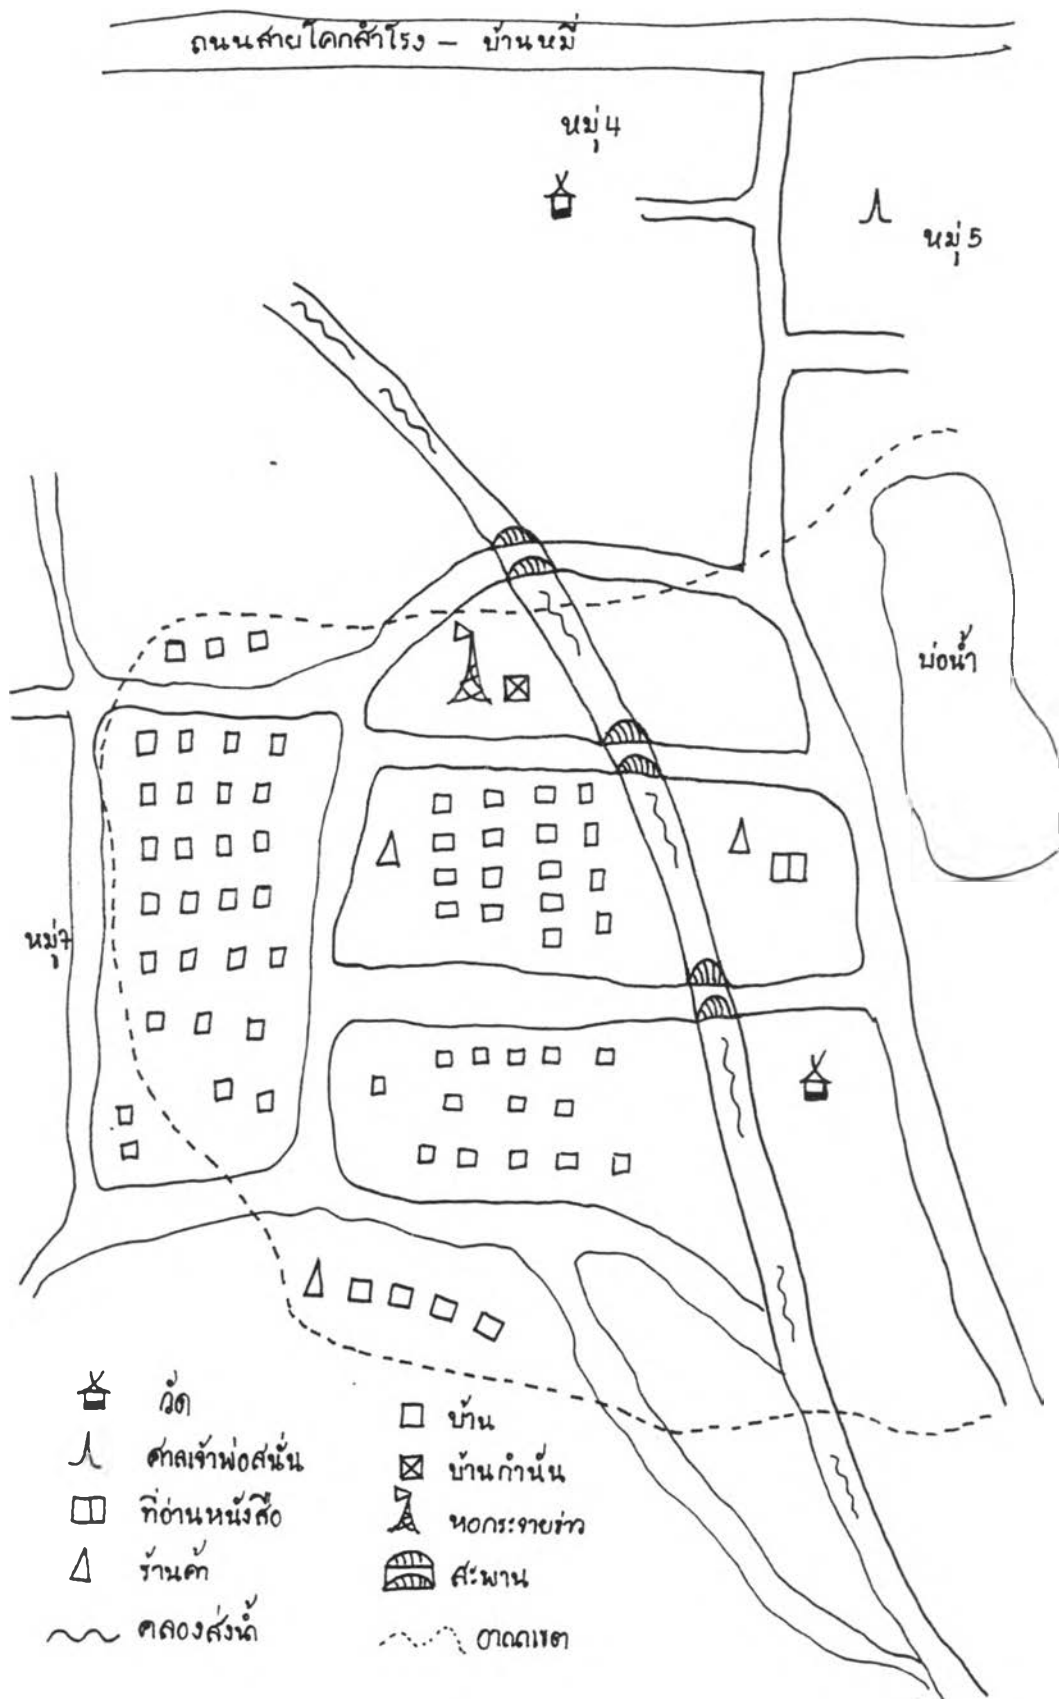 ถนนสายโคกสำโรง – บ้านหมี่
หมู่ 4
หมู่ 5
บ่อน้ำ
หมู่ 7
วัด
ศาลเจ้าพ่อสนั่น
ที่อ่านหนังสือ
ร้านค้า
คลองส่งน้ำ
บ้าน
บ้านกำนัน
หอกระจายข่าว
สะพาน
อาณาเขต